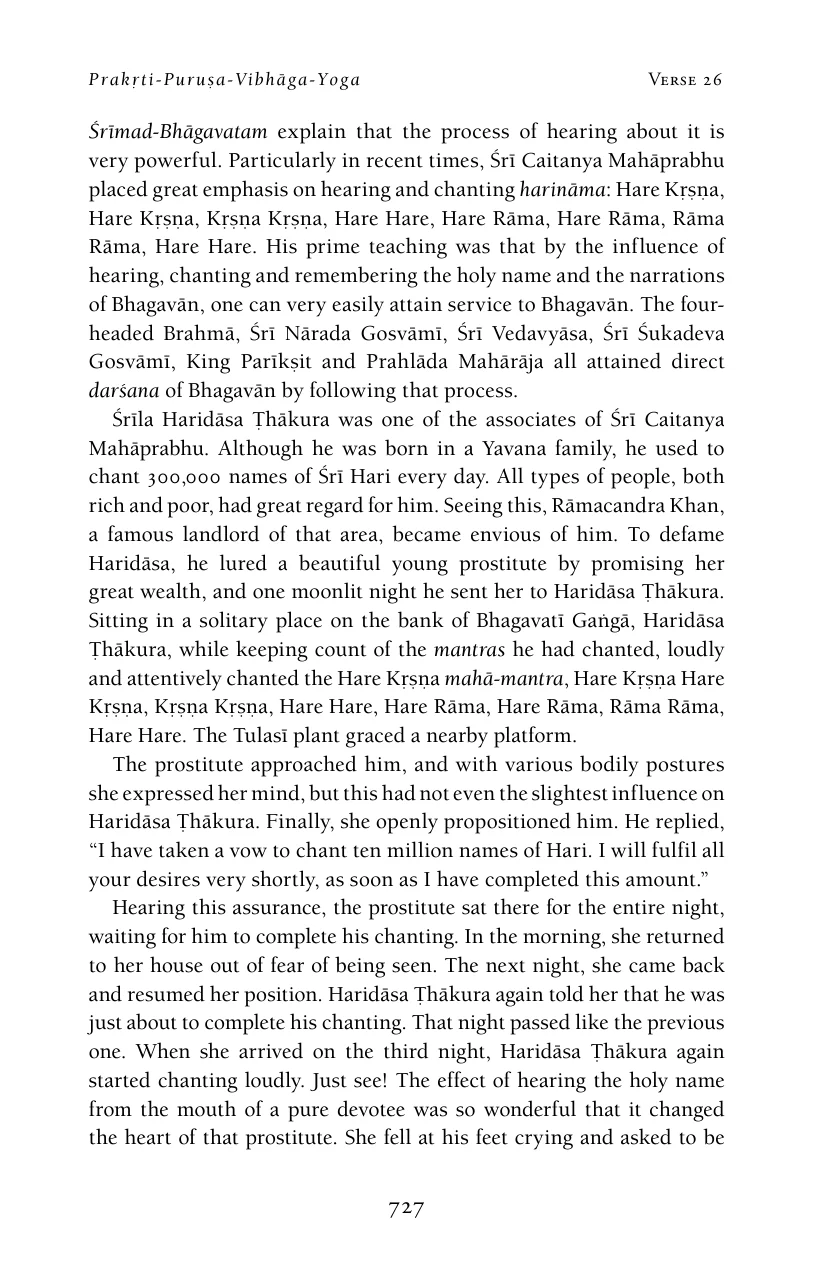 Prakṛti-Puruṣa-Vibhāga-Yoga
Verse 26
Śrīmad-Bhāgavatam explain that the process of hearing about it is
very powerful. Particularly in recent times, Śrī Caitanya Mahāprabhu
placed great emphasis on hearing and chanting harināma: Hare Kṛṣṇa,
Hare Kṛṣṇa, Kṛṣṇa Kṛṣṇa, Hare Hare, Hare Rāma, Hare Rāma, Rāma
Rāma, Hare Hare. His prime teaching was that by the influence of
hearing, chanting and remembering the holy name and the narrations
of Bhagavān, one can very easily attain service to Bhagavān. The four-
headed Brahmā, Śrī Nārada Gosvāmī, Śrī Vedavyāsa, Śrī Śukadeva
Gosvāmī, King Parīkṣit and Prahlāda Mahārāja all attained direct
darśana of Bhagavān by following that process.
Śrīla Haridāsa Ṭhākura was one of the associates of Śrī Caitanya
Mahāprabhu. Although he was born in a Yavana family, he used to
chant 300,000 names of Śrī Hari every day. All types of people, both
rich and poor, had great regard for him. Seeing this, Rāmacandra Khan,
a famous landlord of that area, became envious of him. To defame
Haridāsa, he lured a beautiful young prostitute by promising her
great wealth, and one moonlit night he sent her to Haridāsa Ṭhākura.
Sitting in a solitary place on the bank of Bhagavatī Gaṅgā, Haridāsa
Ṭhākura, while keeping count of the mantras he had chanted, loudly
and attentively chanted the Hare Kṛṣṇa mahā-mantra, Hare Kṛṣṇa Hare
Kṛṣṇa, Kṛṣṇa Kṛṣṇa, Hare Hare, Hare Rāma, Hare Rāma, Rāma Rāma,
Hare Hare. The Tulasī plant graced a nearby platform.
The prostitute approached him, and with various bodily postures
she expressed her mind, but this had not even the slightest influence on
Haridāsa Ṭhākura. Finally, she openly propositioned him. He replied,
“I have taken a vow to chant ten million names of Hari. I will fulfil all
your desires very shortly, as soon as I have completed this amount.”
Hearing this assurance, the prostitute sat there for the entire night,
waiting for him to complete his chanting. In the morning, she returned
to her house out of fear of being seen. The next night, she came back
and resumed her position. Haridāsa Ṭhākura again told her that he was
just about to complete his chanting. That night passed like the previous
one. When she arrived on the third night, Haridāsa Ṭhākura again
started chanting loudly. Just see! The effect of hearing the holy name
from the mouth of a pure devotee was so wonderful that it changed
the heart of that prostitute. She fell at his feet crying and asked to be
727